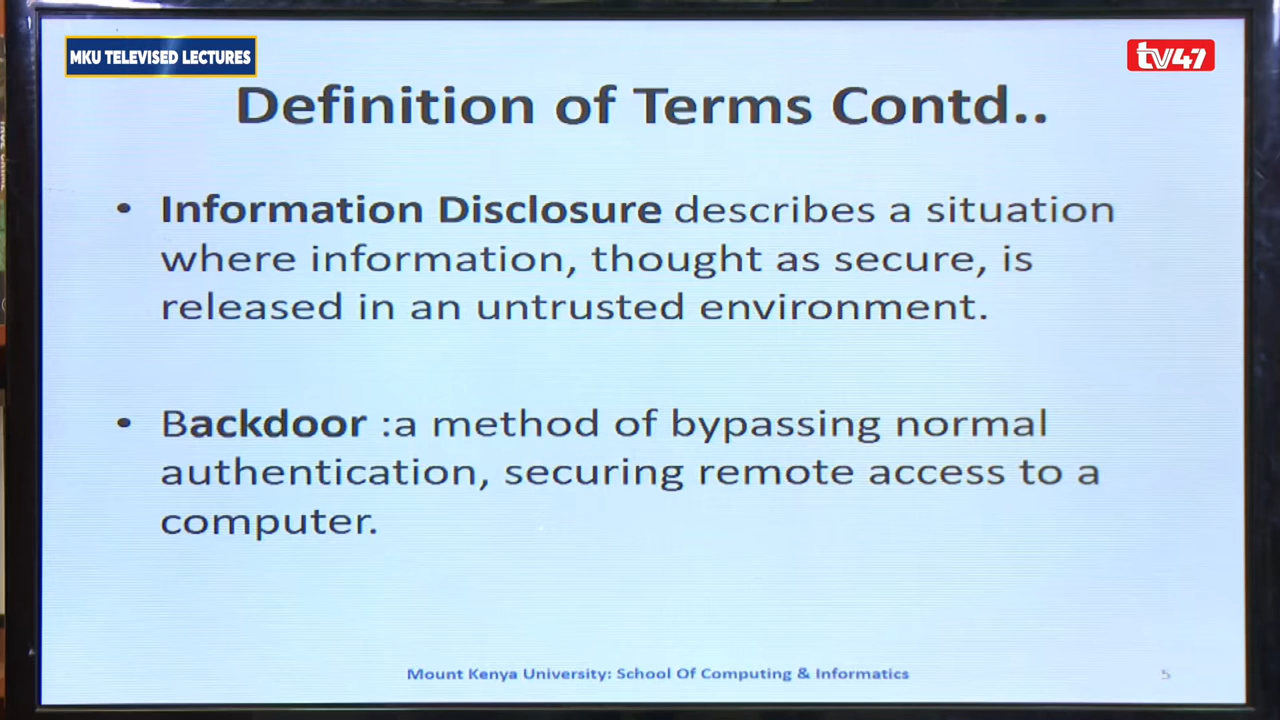 MKU TELEVISED LECTURES
tv47
Definition of Terms Contd..
• Information Disclosure describes a situation
where information, thought as secure, is
released in an untrusted environment.
• Backdoor :a method of bypassing normal
authentication, securing remote access to a
computer.
Mount Kenya University: School Of Computing & Informatics
5